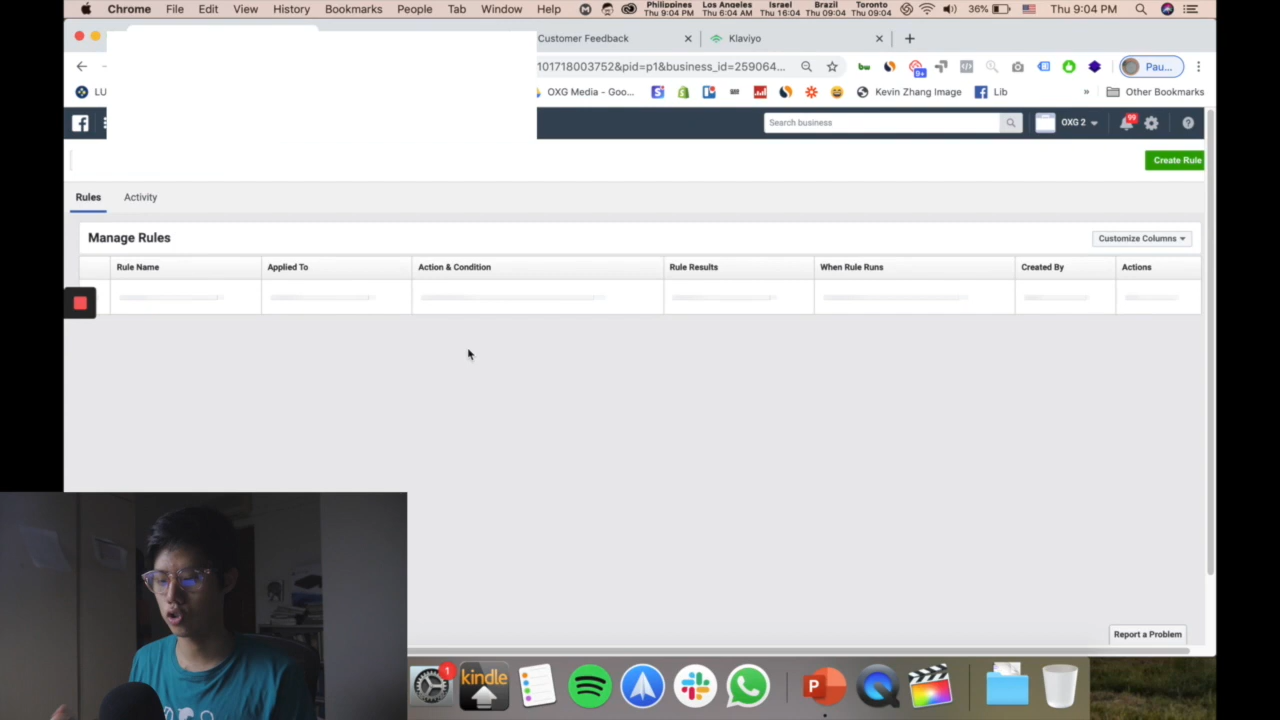 Chrome File Edit View History Bookmarks People Tab Window Help
Philippines Los Angeles Israel Brazil Toronto
Thu 9:04 PM Thu 6:04 AM Thu 16:04 Thu 09:04 Thu 09:04
36% Thu 9:04 PM
Customer Feedback Klaviyo
101718003752&pid=p1&business_id=259064... 9+ Pau...
LU OXG Media - Goo... Kevin Zhang Image Lib » Other Bookmarks
Search business OXG 2 99
Create Rule
Rules Activity
Manage Rules Customize Columns
Rule Name Applied To Action & Condition Rule Results When Rule Runs Created By Actions
Report a Problem
1 kindle